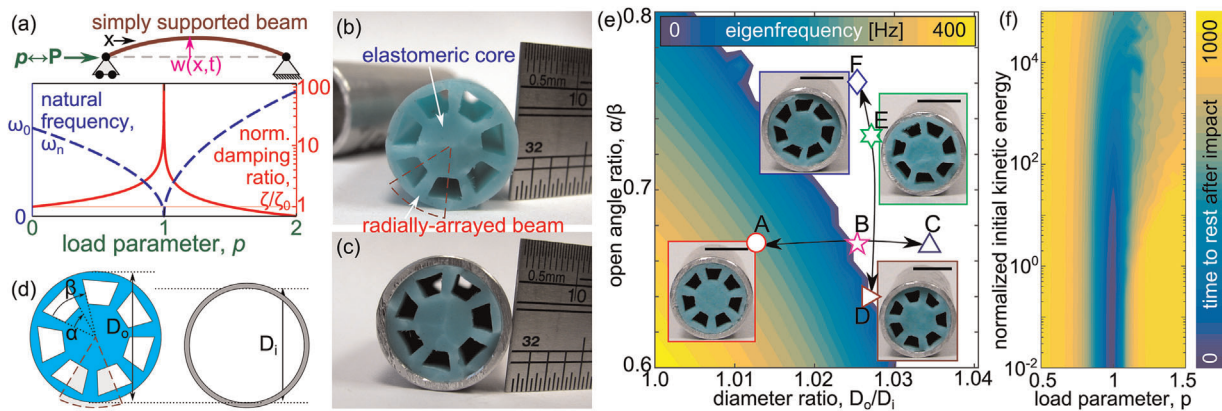 (a)
simply supported beam
x
p↔P
w(x,t)
natural
frequency,
ω₀
ωₙ
0
norm.
damping
ratio,
ζ/ζ₀
100
10
1
0
1
2
load parameter, p
(b)
elastomeric core
radially-arrayed beam
0.5mm
10
32
(c)
0.5mm
10
32
(d)
β
α
Dₒ
Dᵢ
(e)
0 eigenfrequency [Hz] 400
open angle ratio, α/β
0.8
0.7
0.6
F
E
A
B
C
D
1.0
1.01
1.02
1.03
1.04
diameter ratio, Dₒ/Dᵢ
(f)
normalized initial kinetic energy
10⁴
10²
10⁰
10⁻²
0.5
1
1.5
load parameter, p
0 time to rest after impact 1000